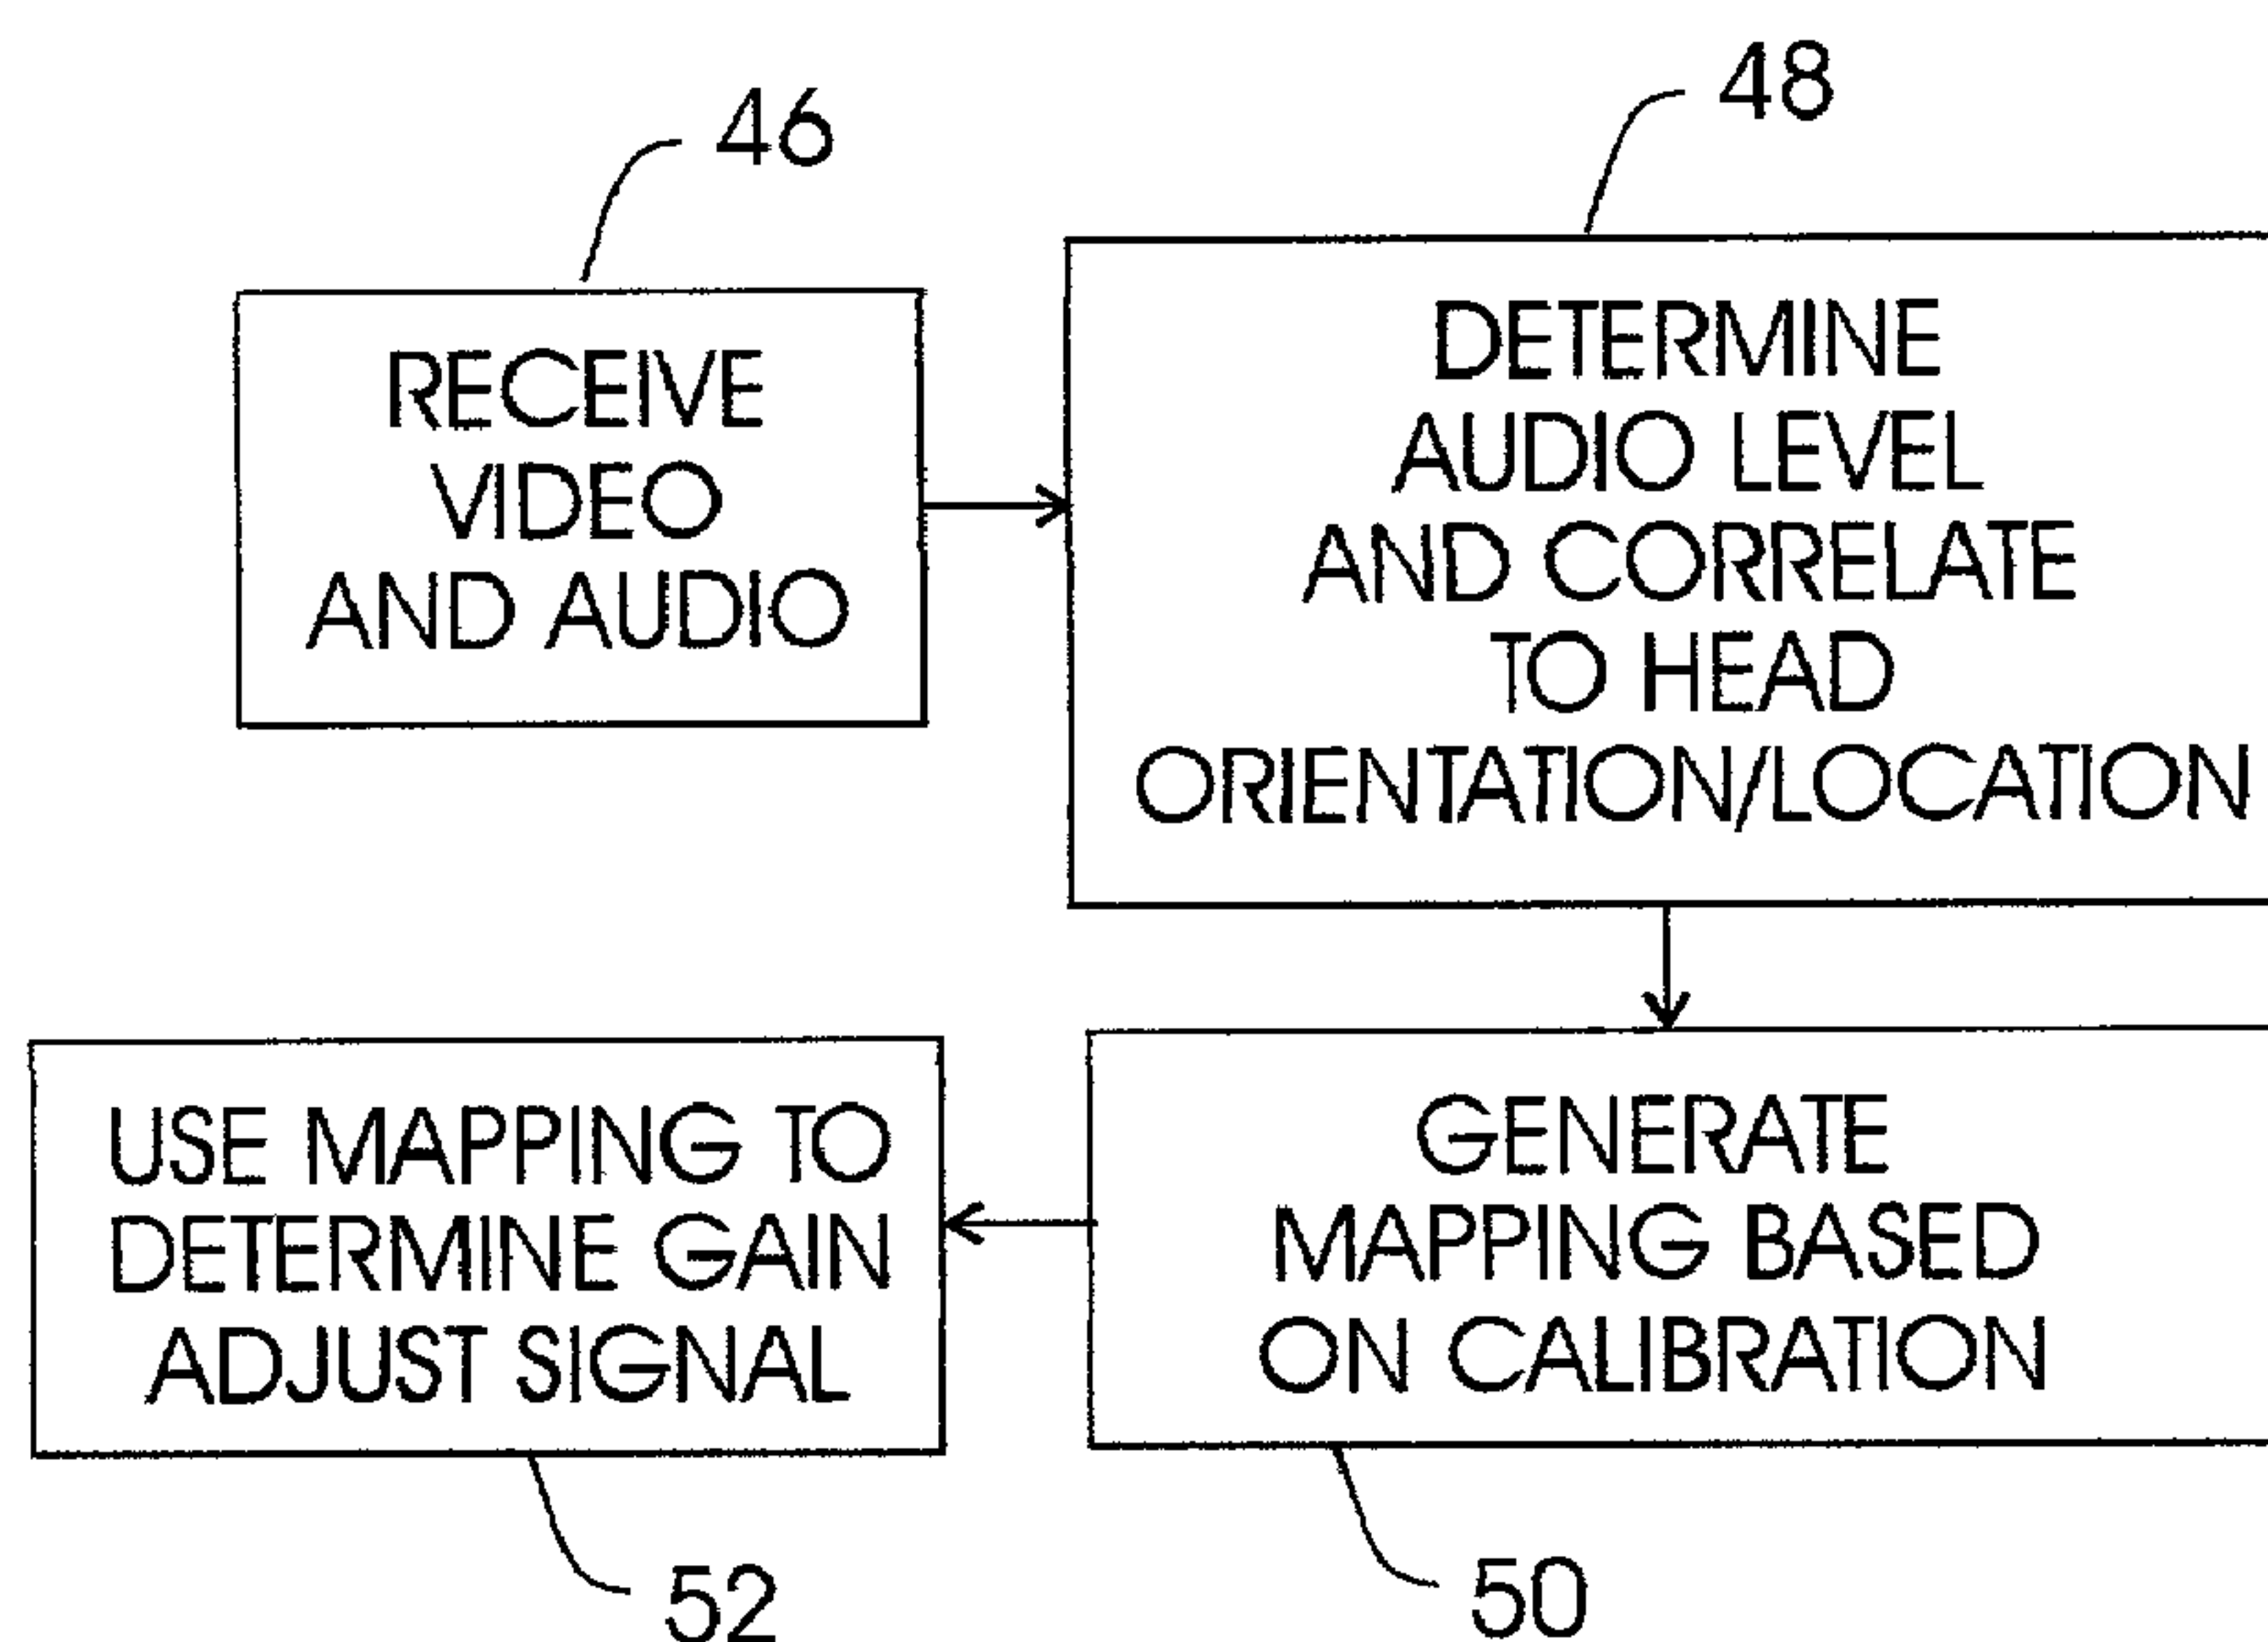 46
RECEIVE
VIDEO
AND AUDIO
48
DETERMINE
AUDIO LEVEL
AND CORRELATE
TO HEAD
ORIENTATION/LOCATION
GENERATE
MAPPING BASED
ON CALIBRATION
50
USE MAPPING TO
DETERMINE GAIN
ADJUST SIGNAL
52